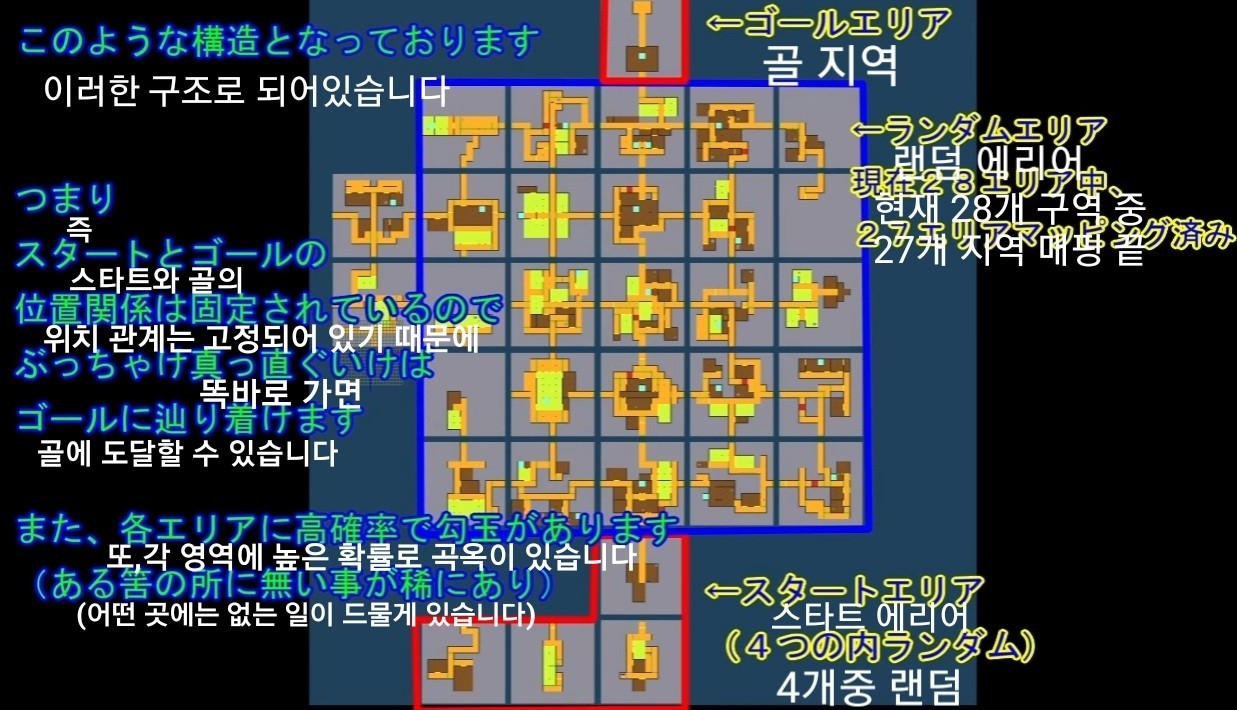 このような構造となっております
이러한 구조로 되어있습니다
←ゴールエリア
골 지역
←ランダムエリア
랜덤 에리어
現在２８エリア中、
현재 28개 구역 중
２７エリアマッピング済み
27개 지역 매핑 끝
つまり
즉
スタートとゴールの
스타트와 골의
位置関係は固定されているので
위치 관계는 고정되어 있기 때문에
ぶっちゃけ真っ直ぐいけば
똑바로 가면
ゴールに辿り着けます
골에 도달할 수 있습니다
また、各エリアに高確率で勾玉があります
또,각 영역에 높은 확률로 곡옥이 있습니다
（ある筈の所に無い事が稀にあり）
(어떤 곳에는 없는 일이 드물게 있습니다)
←スタートエリア
스타트 에리어
（４つの内ランダム）
4개중 랜덤